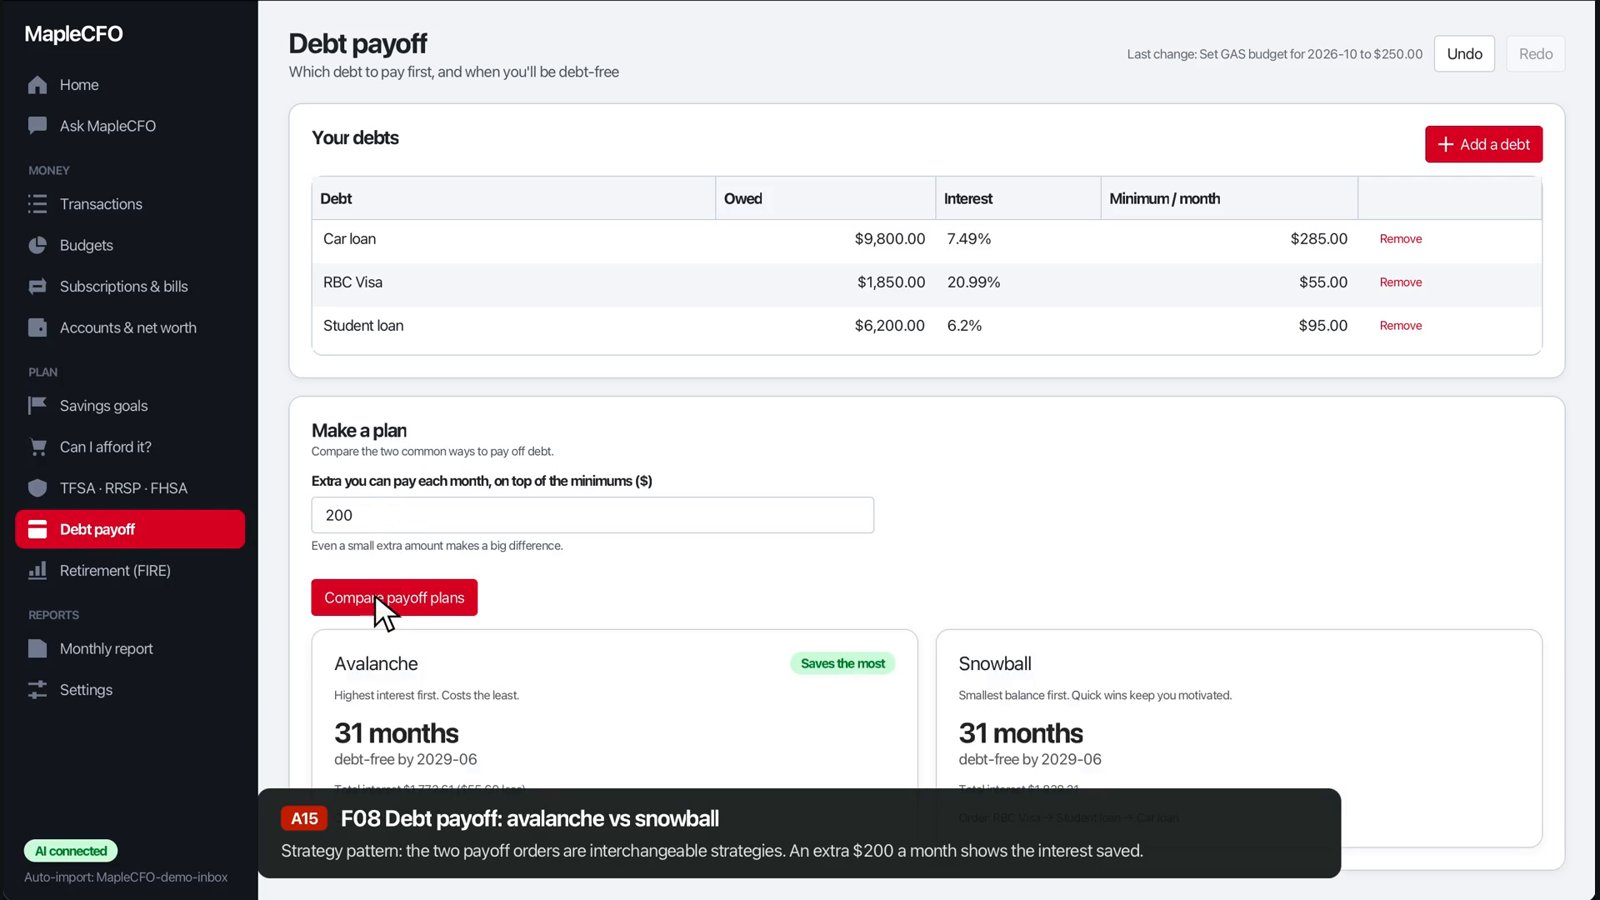 MapleCFO
Home
Ask MapleCFO
MONEY
Transactions
Budgets
Subscriptions & bills
Accounts & net worth
PLAN
Savings goals
Can I afford it?
TFSA · RRSP · FHSA
Debt payoff
Retirement (FIRE)
REPORTS
Monthly report
Settings
AI connected
Auto-import: MapleCFO-demo-inbox
Debt payoff
Which debt to pay first, and when you'll be debt-free
Last change: Set GAS budget for 2026-10 to $250.00
Undo
Redo
Your debts
Add a debt
Debt Owed Interest Minimum / month
Car loan $9,800.00 7.49% $285.00 Remove
RBC Visa $1,850.00 20.99% $55.00 Remove
Student loan $6,200.00 6.2% $95.00 Remove
Make a plan
Compare the two common ways to pay off debt.
Extra you can pay each month, on top of the minimums ($)
200
Even a small extra amount makes a big difference.
Compare payoff plans
Avalanche
Saves the most
Highest interest first. Costs the least.
31 months
debt-free by 2029-06
Snowball
Smallest balance first. Quick wins keep you motivated.
31 months
debt-free by 2029-06
Order: RBC Visa → Student loan → Car loan
A15 F08 Debt payoff: avalanche vs snowball
Strategy pattern: the two payoff orders are interchangeable strategies. An extra $200 a month shows the interest saved.